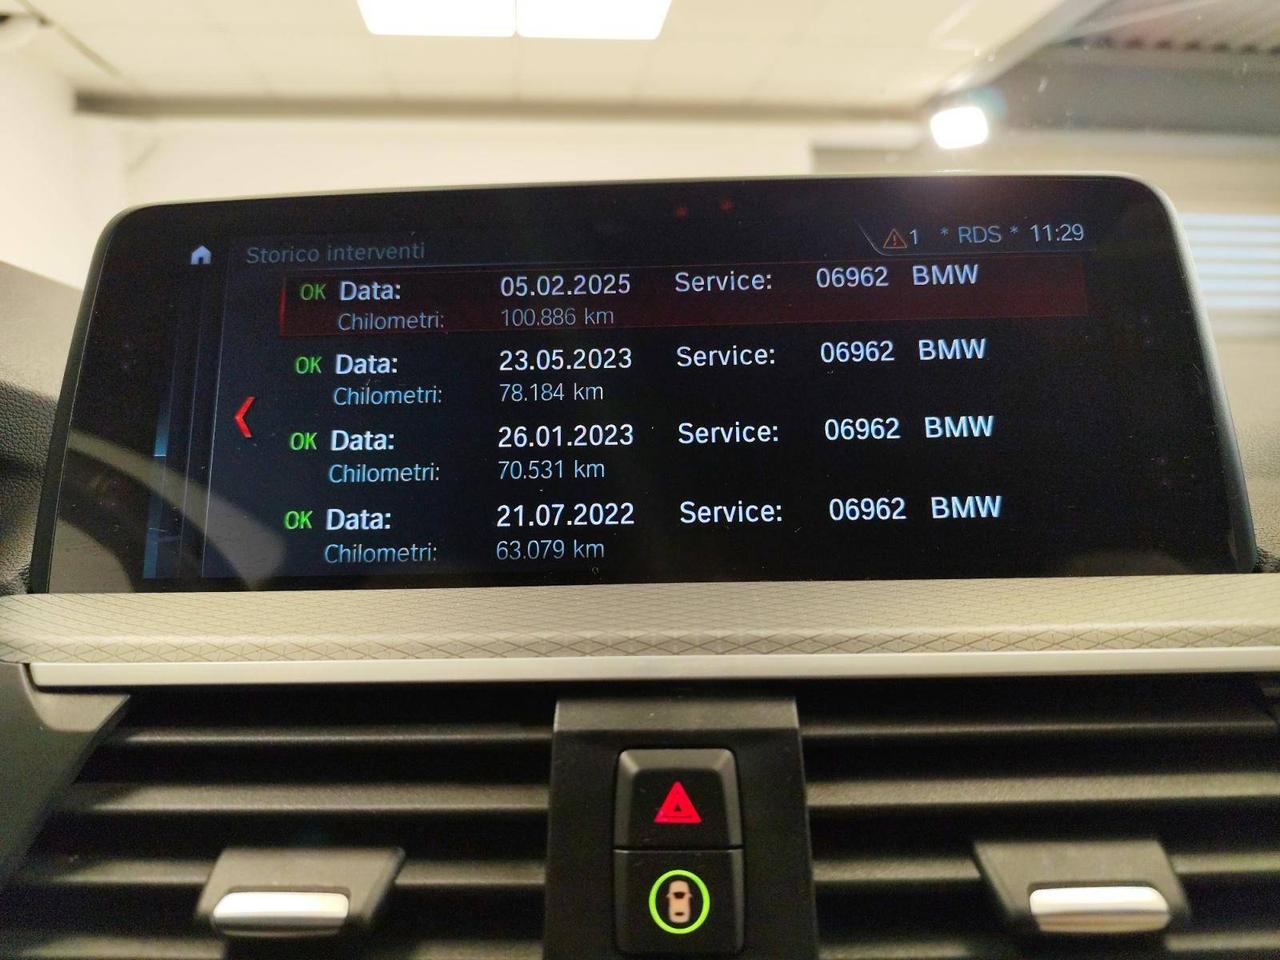 Storico interventi 1 * RDS * 11:29
OK Data: 05.02.2025 Service: 06962 BMW
Chilometri: 100.886 km
OK Data: 23.05.2023 Service: 06962 BMW
Chilometri: 78.184 km
OK Data: 26.01.2023 Service: 06962 BMW
Chilometri: 70.531 km
OK Data: 21.07.2022 Service: 06962 BMW
Chilometri: 63.079 km